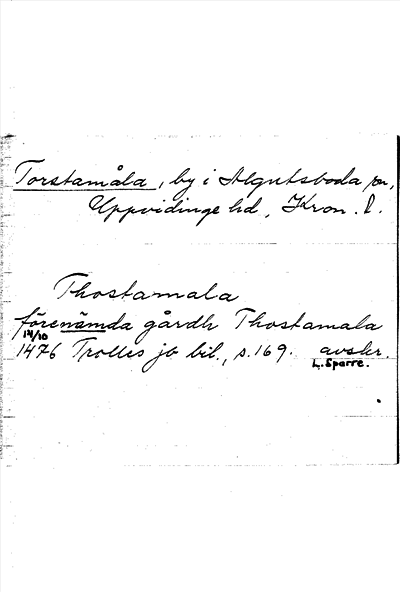 Torstamåla, by i Algutsboda sn,
Uppvidinge hd, Kron. l.
Thostamala
förenämda gårdh Thostamala
14/10
1476 Trolles jb bil., s. 169. avskr.
L. Sparre.